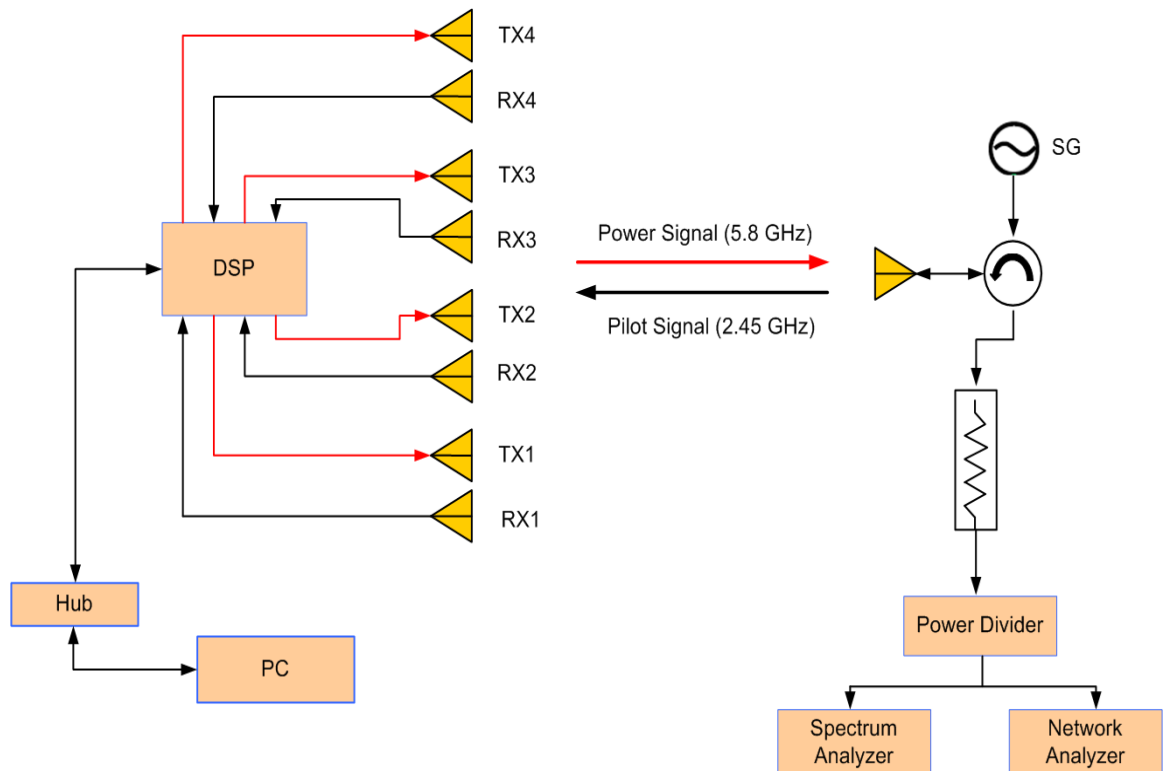 TX4
RX4
TX3
RX3
DSP
TX2
RX2
TX1
RX1
Hub
PC
Power Signal (5.8 GHz)
Pilot Signal (2.45 GHz)
SG
Power Divider
Spectrum
Analyzer
Network
Analyzer